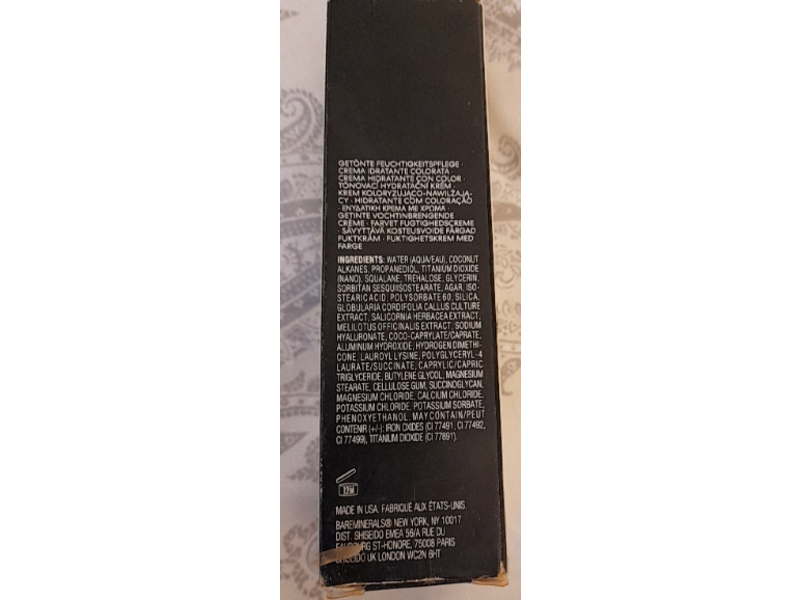 GETÖNTE FEUCHTIGKEITSPFLEGE ·
CREMA IDRATANTE COLORATA ·
CREMA HIDRATANTE CON COLOR ·
TÓNOVACÍ HYDRATAČNÍ KRÉM ·
KREM KOLORYZUJĄCO-NAWILŻAJĄ-
CY · HIDRATANTE COM COLORAÇÃO
· ΕΝΥΔΑΤΙΚΗ ΚΡΕΜΑ ΜΕ ΧΡΩΜΑ ·
GETINTE VOCHTINBRENGENDE
CRÈME · FARVET FUGTIGHEDSCREME
· SÄVYTTÄVÄ KOSTEUSVOIDE FÄRGAD
FUKTKRÄM · FUKTIGHETSKREM MED
FARGE
INGREDIENTS: WATER (AQUA/EAU), COCONUT
ALKANES, PROPANEDIOL, TITANIUM DIOXIDE
(NANO), SQUALANE, TREHALOSE, GLYCERIN,
SORBITAN SESQUIISOSTEARATE, AGAR, ISO-
STEARIC ACID, POLYSORBATE 60, SILICA,
GLOBULARIA CORDIFOLIA CALLUS CULTURE
EXTRACT, SALICORNIA HERBACEA EXTRACT,
MELILOTUS OFFICINALIS EXTRACT, SODIUM
HYALURONATE, COCO-CAPRYLATE/CAPRATE,
ALUMINUM HYDROXIDE, HYDROGEN DIMETHI-
CONE, LAUROYL LYSINE, POLYGLYCERYL-4
LAURATE/SUCCINATE, CAPRYLIC/CAPRIC
TRIGLYCERIDE, BUTYLENE GLYCOL, MAGNESIUM
STEARATE, CELLULOSE GUM, SUCCINOGLYCAN,
MAGNESIUM CHLORIDE, CALCIUM CHLORIDE,
POTASSIUM CHLORIDE, POTASSIUM SORBATE,
PHENOXYETHANOL. MAY CONTAIN/PEUT
CONTENIR (+/-): IRON OXIDES (CI 77491, CI 77492,
CI 77499), TITANIUM DIOXIDE (CI 77891).
12M
MADE IN USA. FABRIQUÉ AUX ÉTATS-UNIS.
BAREMINERALS® NEW YORK, NY 10017
DIST. SHISEIDO EMEA 56/A RUE DU
FAUBOURG ST-HONORE, 75008 PARIS
SHISEIDO UK LONDON WC2N 6HT